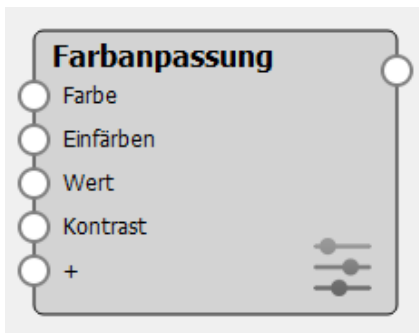 Farbanpassung
Farbe
Einfärben
Wert
Kontrast
+